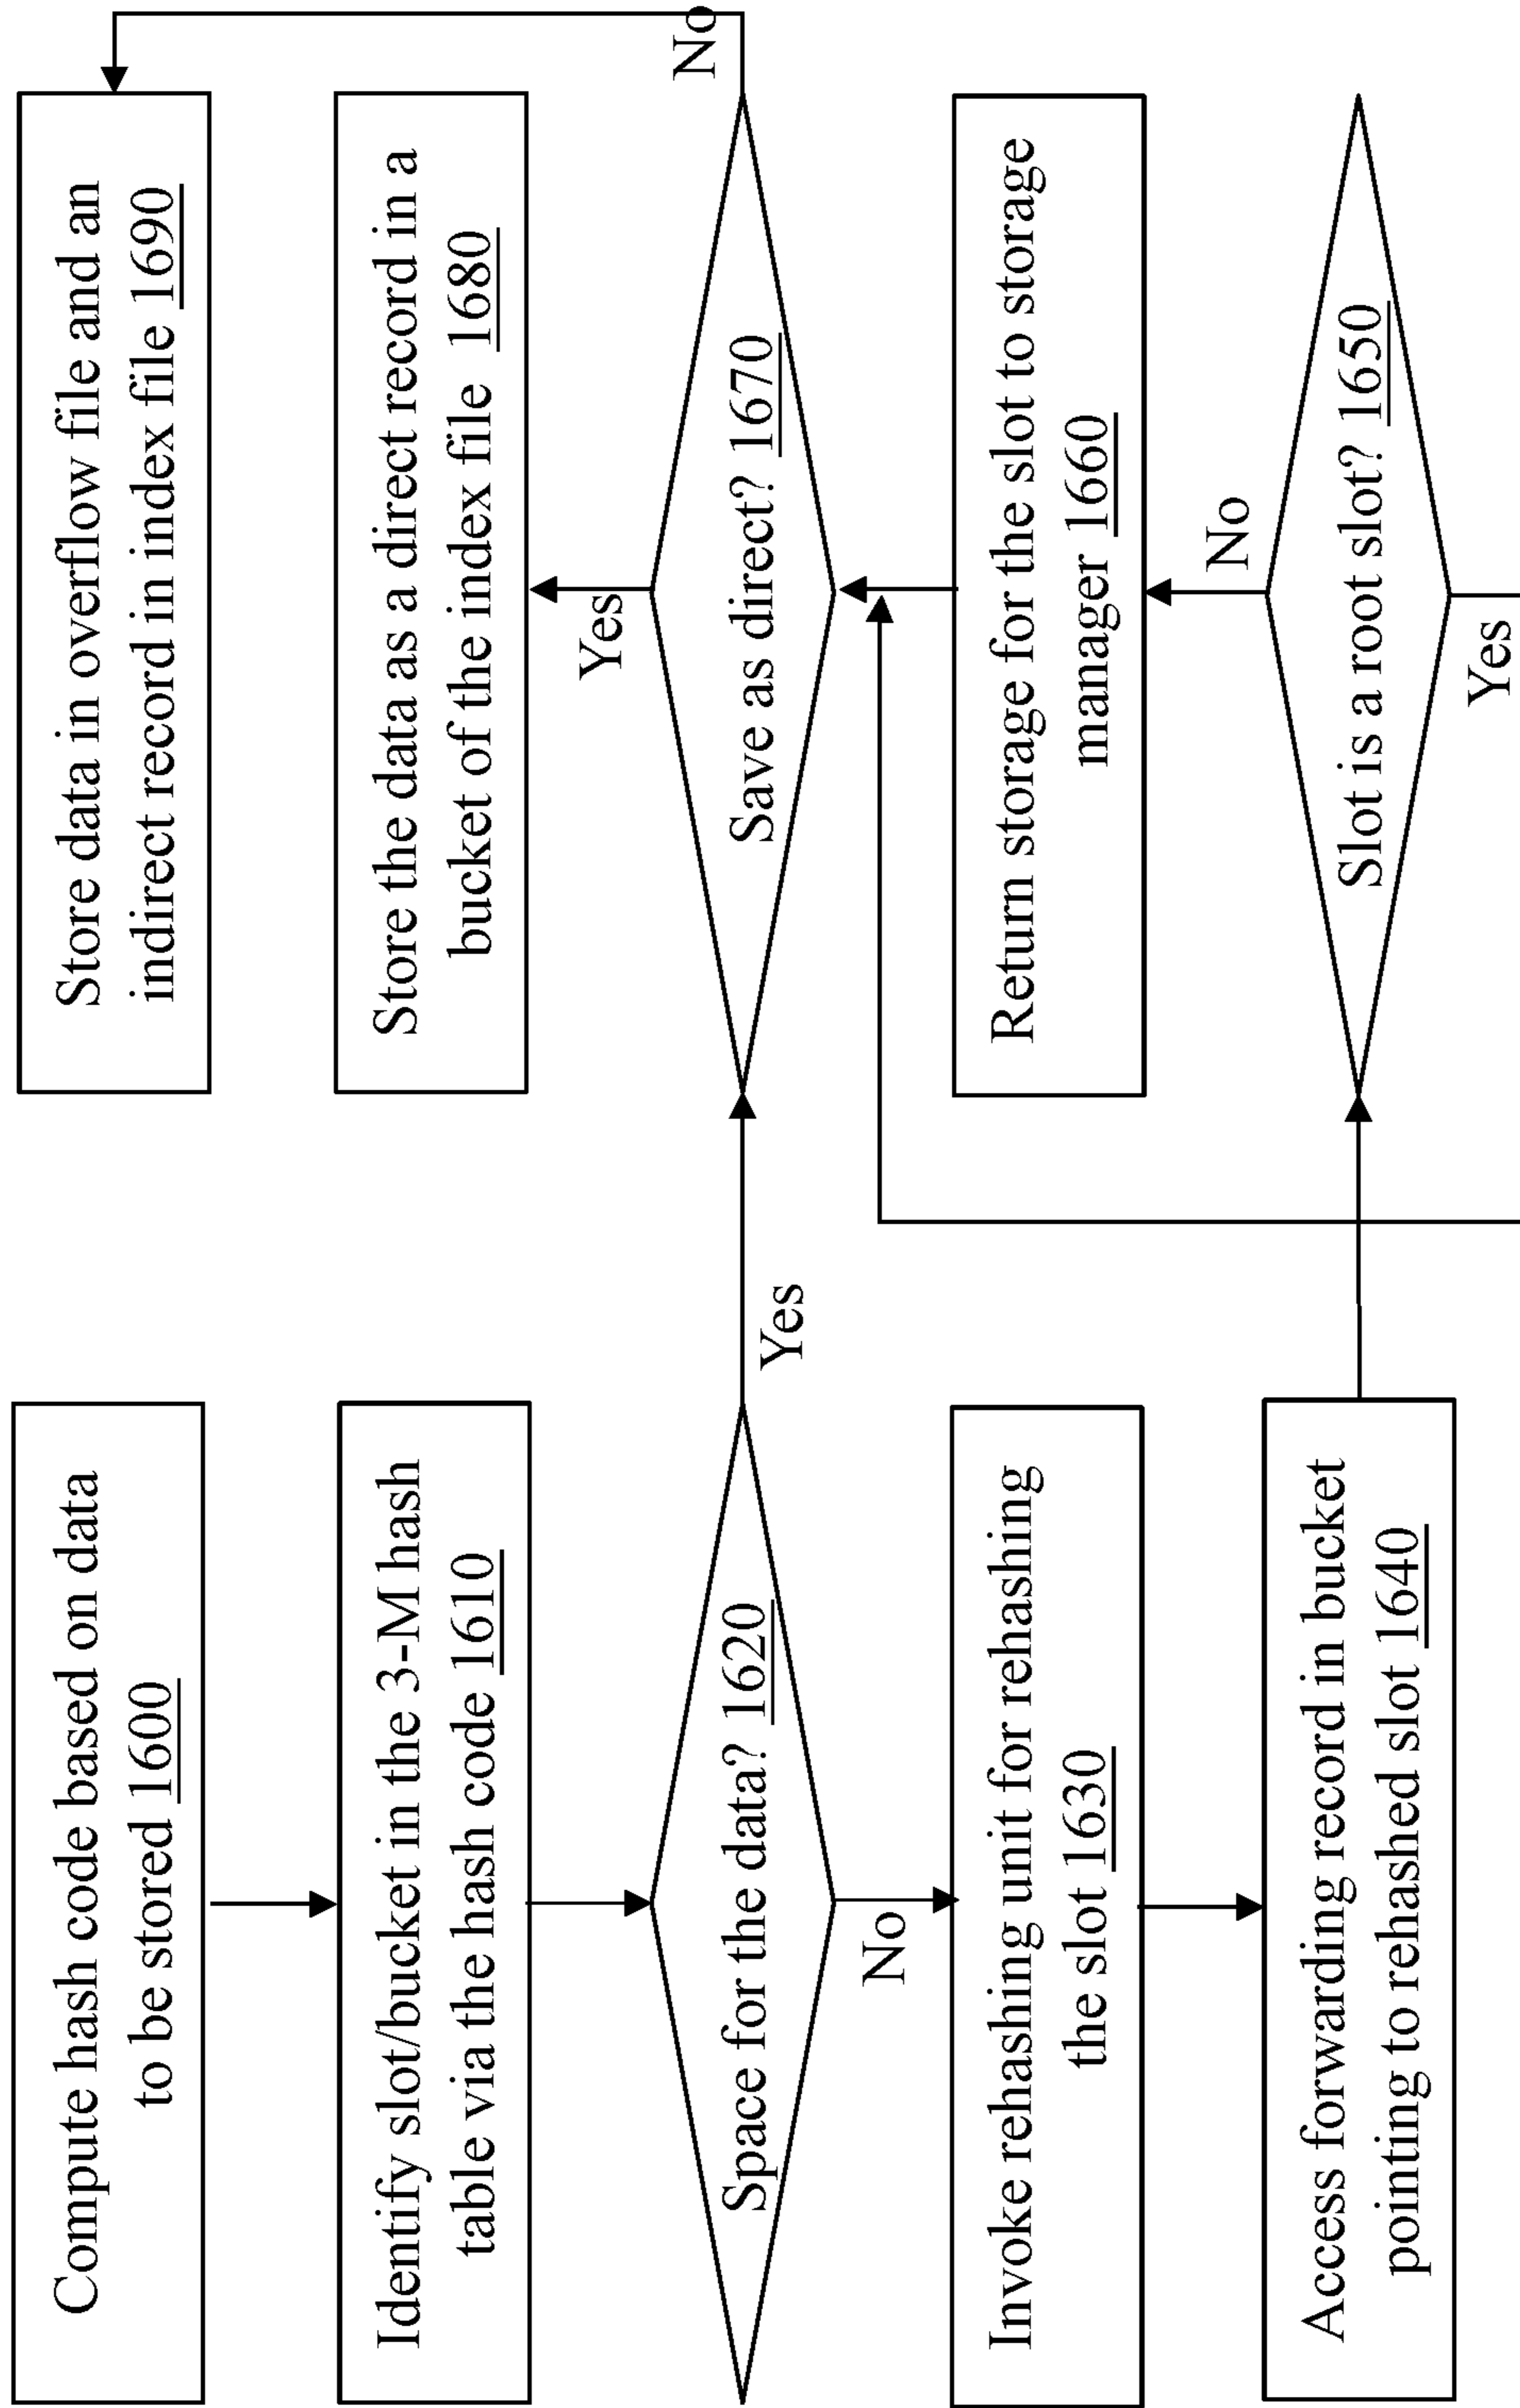 Compute hash code based on data
to be stored 1600
Identify slot/bucket in the 3-M hash
table via the hash code 1610
Space for the data? 1620
Yes
No
Invoke rehashing unit for rehashing
the slot 1630
Access forwarding record in bucket
pointing to rehashed slot 1640
Store data in overflow file and an
indirect record in index file 1690
Store the data as a direct record in a
bucket of the index file 1680
Yes
No
Save as direct? 1670
Return storage for the slot to storage
manager 1660
No
Slot is a root slot? 1650
Yes